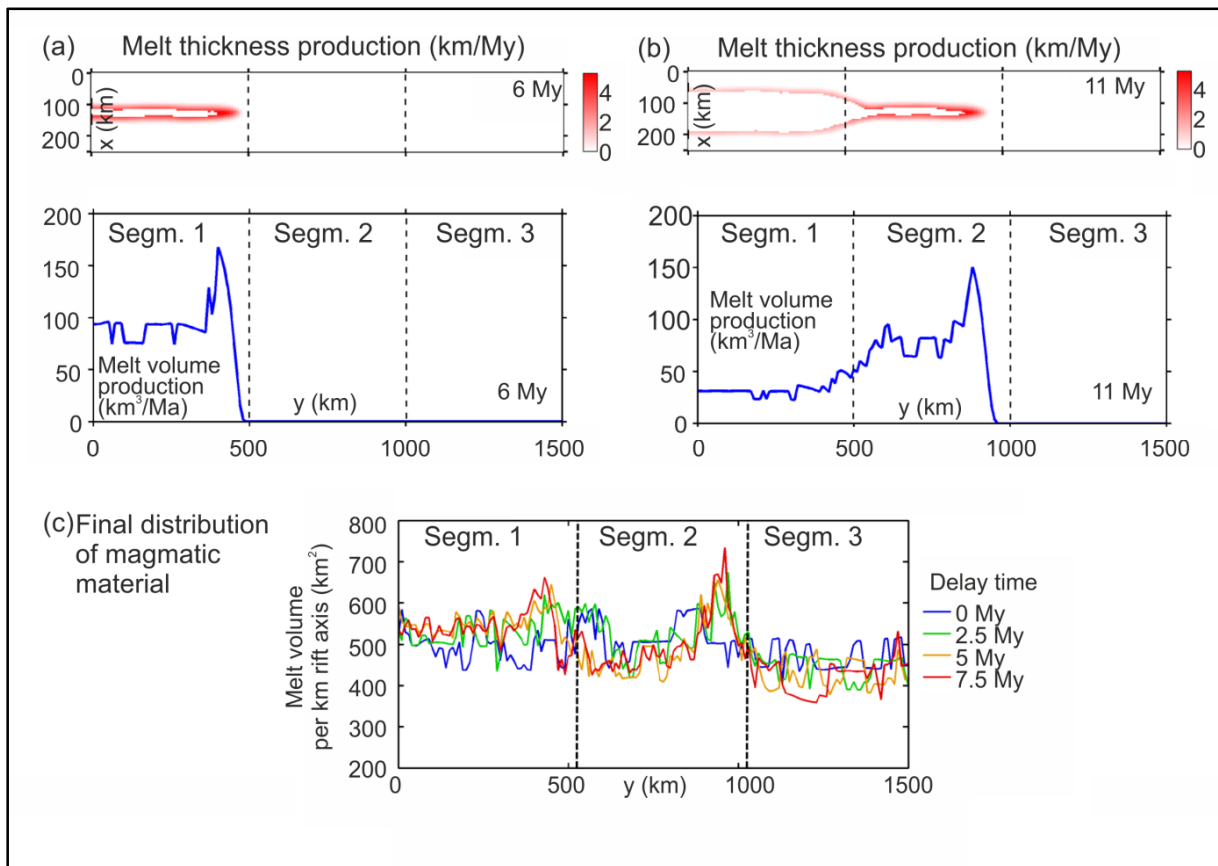 (a) Melt thickness production (km/My)
0
100
200
x (km)
6 My
4
2
0
200
150
100
50
0
Segm. 1 Segm. 2 Segm. 3
Melt volume
production
(km³/Ma)
y (km)
6 My
0 500 1000 1500
(b) Melt thickness production (km/My)
0
100
200
x (km)
11 My
4
2
0
200
150
100
50
0
Segm. 1 Segm. 2 Segm. 3
Melt volume
production
(km³/Ma)
y (km)
11 My
0 500 1000 1500
(c) Final distribution
of magmatic
material
Melt volume
per km rift axis (km²)
800
700
600
500
400
300
200
Segm. 1 Segm. 2 Segm. 3
0 500 1000 1500
y (km)
Delay time
0 My
2.5 My
5 My
7.5 My